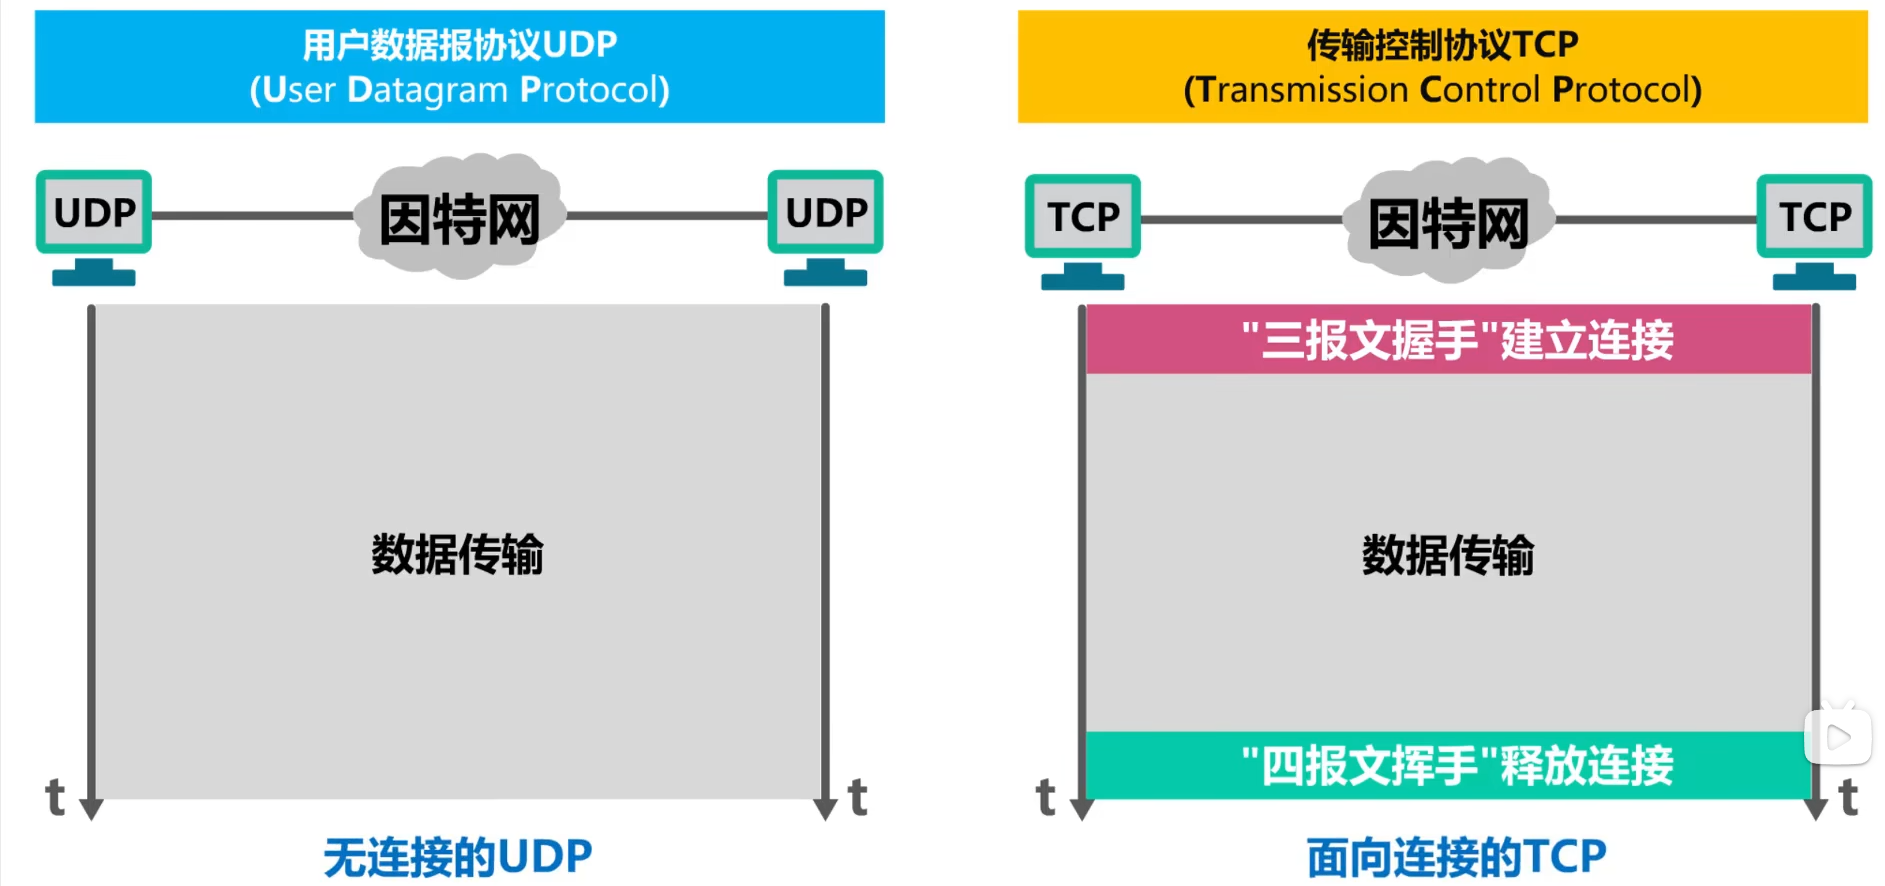 用户数据报协议UDP
(User Datagram Protocol)
UDP
因特网
UDP
数据传输
t
t
无连接的UDP
传输控制协议TCP
(Transmission Control Protocol)
TCP
因特网
TCP
"三报文握手"建立连接
数据传输
"四报文挥手"释放连接
t
t
面向连接的TCP